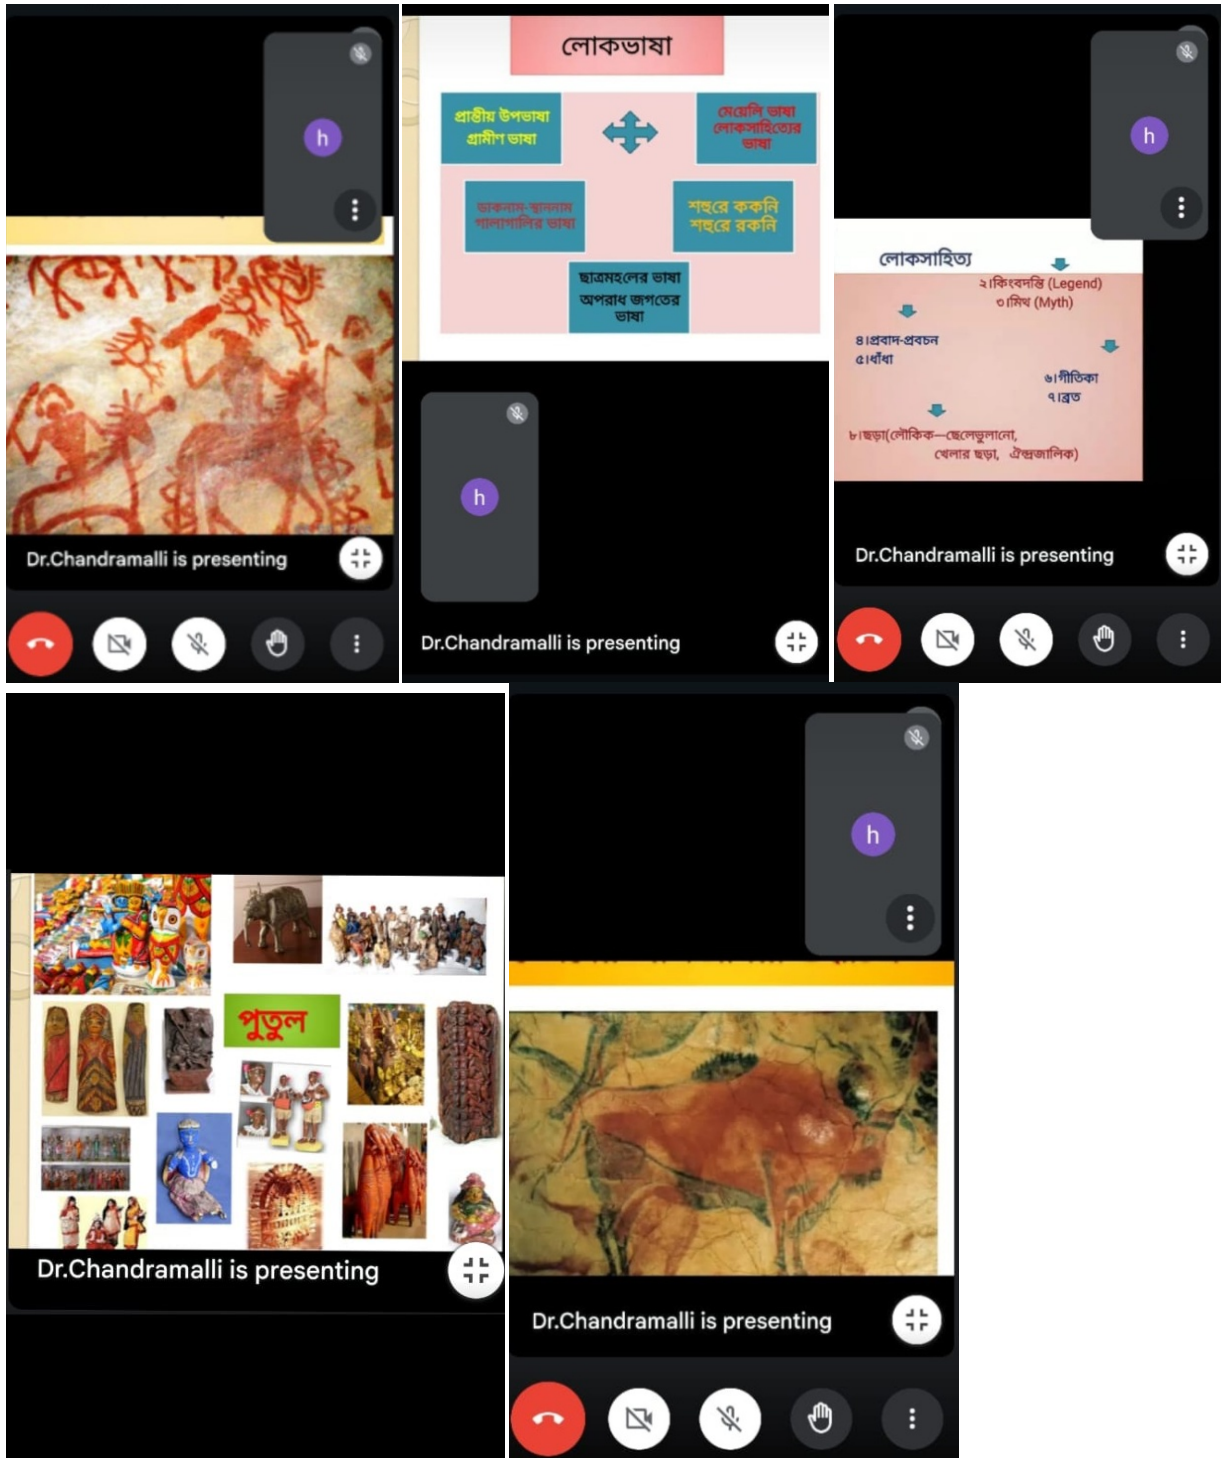 h
Dr.Chandramalli is presenting
লোকভাষা
প্রান্তীয় উপভাষা
গ্রামীণ ভাষা
মেয়েলি ভাষা
লোকসাহিত্যের
ভাষা
ডাকনাম-স্থাননাম
গালাগালির ভাষা
শহুরে ককনি
শহুরে রকনি
ছাত্রমহলের ভাষা
অপরাধ জগতের
ভাষা
h
Dr.Chandramalli is presenting
h
লোকসাহিত্য
২।কিংবদন্তি (Legend)
৩।মিথ (Myth)
৪।প্রবাদ-প্রবচন
৫।ধাঁধা
৬।গীতিকা
৭।ব্রত
৮।ছড়া(লৌকিক—ছেলেভুলানো,
খেলার ছড়া, ঐন্দ্রজালিক)
Dr.Chandramalli is presenting
পুতুল
Dr.Chandramalli is presenting
h
Dr.Chandramalli is presenting